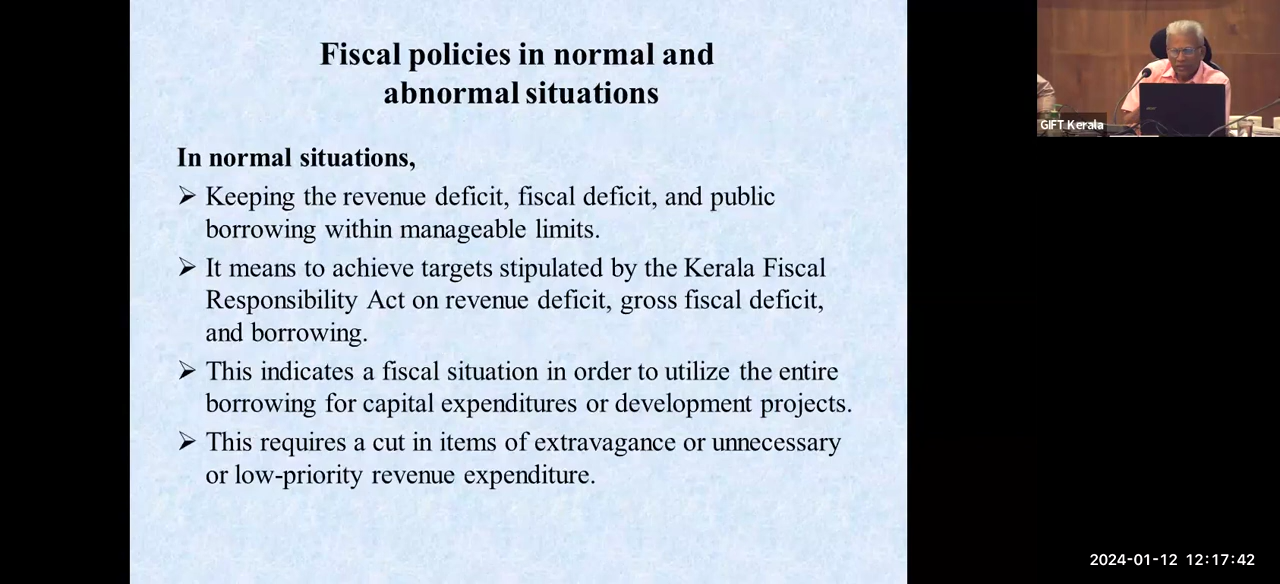 Fiscal policies in normal and
abnormal situations
In normal situations,
➢ Keeping the revenue deficit, fiscal deficit, and public
borrowing within manageable limits.
➢ It means to achieve targets stipulated by the Kerala Fiscal
Responsibility Act on revenue deficit, gross fiscal deficit,
and borrowing.
➢ This indicates a fiscal situation in order to utilize the entire
borrowing for capital expenditures or development projects.
➢ This requires a cut in items of extravagance or unnecessary
or low-priority revenue expenditure.
GIFT Kerala
2024-01-12 12:17:42